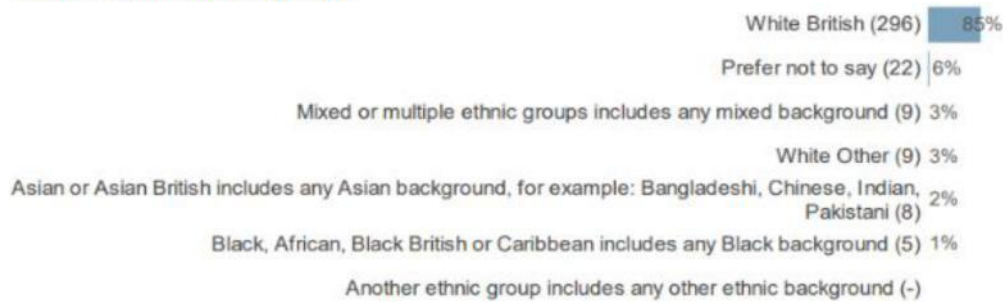 White British (296) 85%
Prefer not to say (22) 6%
Mixed or multiple ethnic groups includes any mixed background (9) 3%
White Other (9) 3%
Asian or Asian British includes any Asian background, for example: Bangladeshi, Chinese, Indian,
Pakistani (8) 2%
Black, African, Black British or Caribbean includes any Black background (5) 1%
Another ethnic group includes any other ethnic background (-)